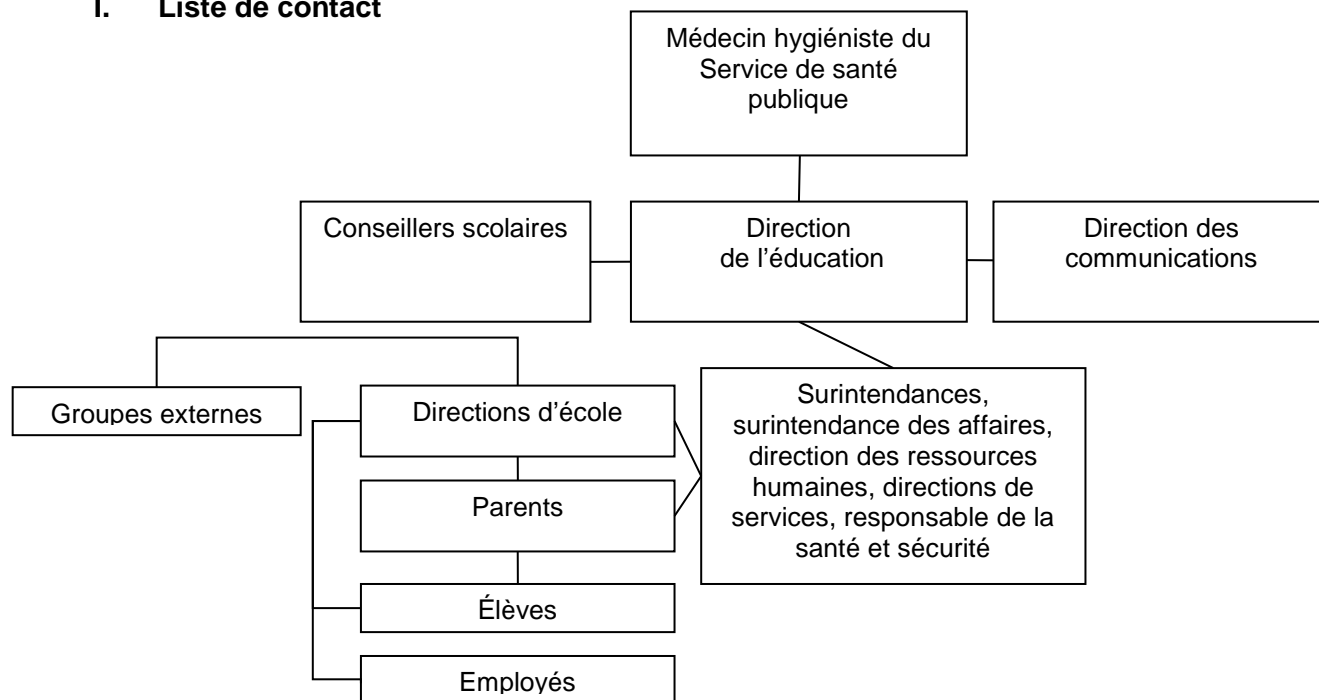 I. Liste de contact
Médecin hygiéniste du
Service de santé
publique
Conseillers scolaires
Direction
de l'éducation
Direction des
communications
Groupes externes
Directions d'école
Surintendances,
surintendance des affaires,
direction des ressources
humaines, directions de
services, responsable de la
santé et sécurité
Parents
Élèves
Employés